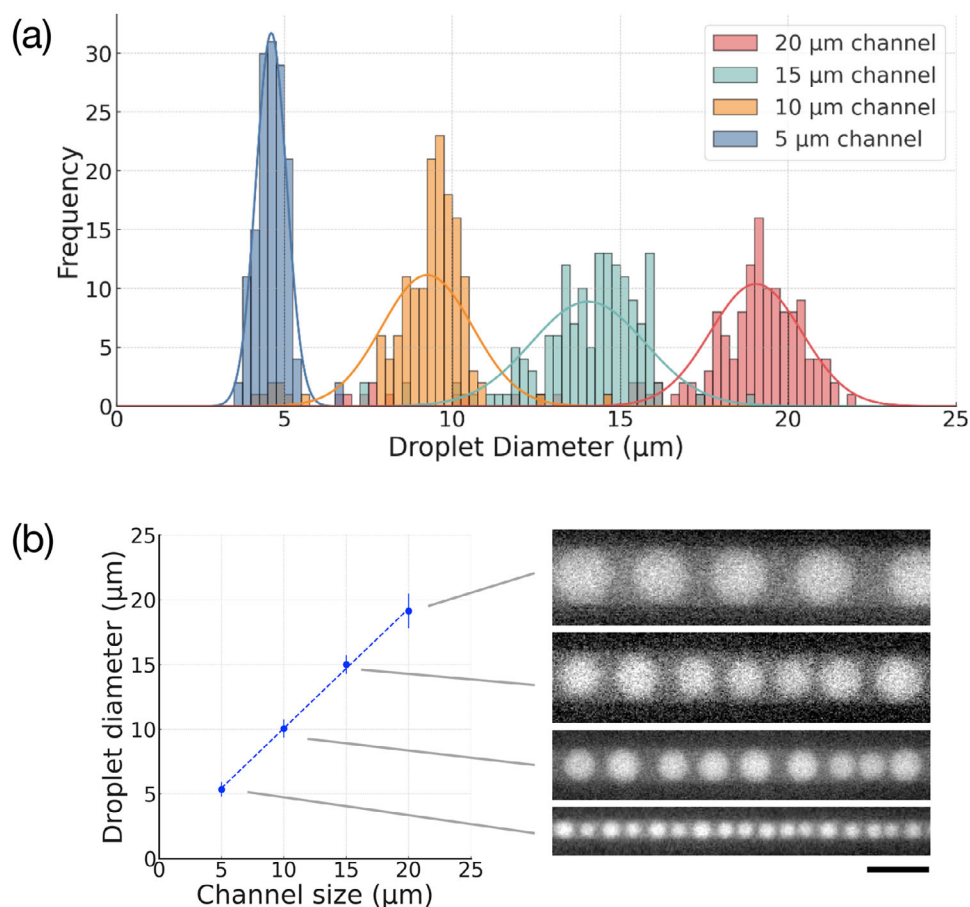 (a)
30
25
20
15
10
5
0
Frequency
20 μm channel
15 μm channel
10 μm channel
5 μm channel
0 5 10 15 20 25
Droplet Diameter (μm)
(b)
25
20
15
10
5
0
Droplet diameter (μm)
0 5 10 15 20 25
Channel size (μm)